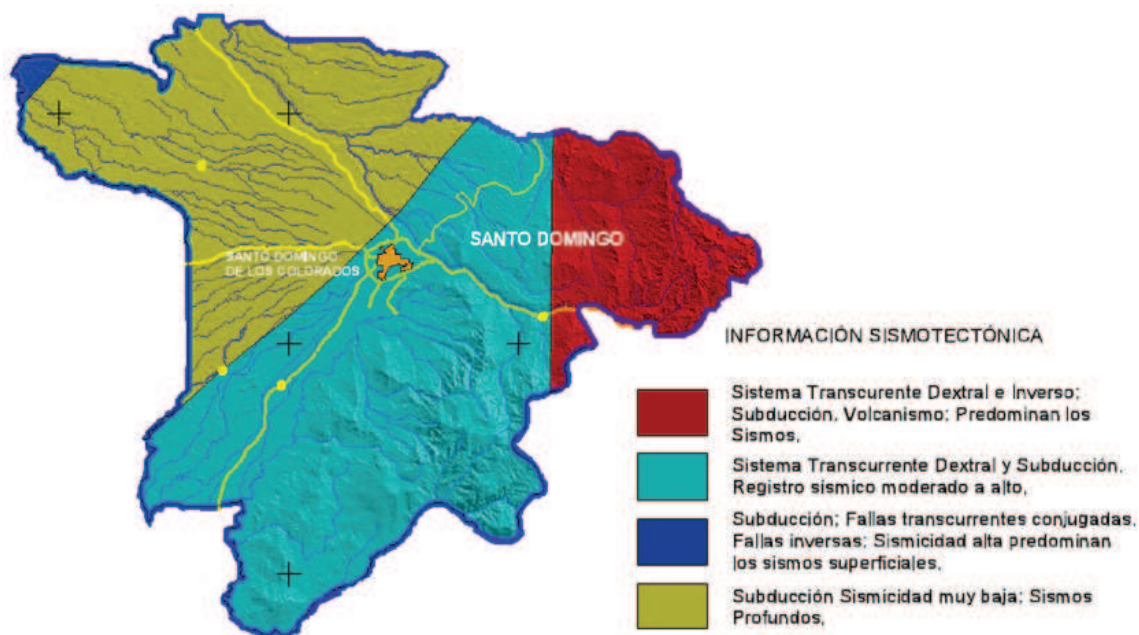 SANTO DOMINGO
SANTO DOMINGO
DE LOS COLORADOS
INFORMACIÓN SISMOTECTÓNICA
Sistema Transcurente Dextral e Inverso;
Subducción. Volcanismo; Predominan los
Sismos.
Sistema Transcurrente Dextral y Subducción.
Registro sísmico moderado a alto.
Subducción; Fallas transcurrentes conjugadas.
Fallas inversas; Sismicidad alta predominan
los sismos superficiales.
Subducción Sismicidad muy baja; Sismos
Profundos.